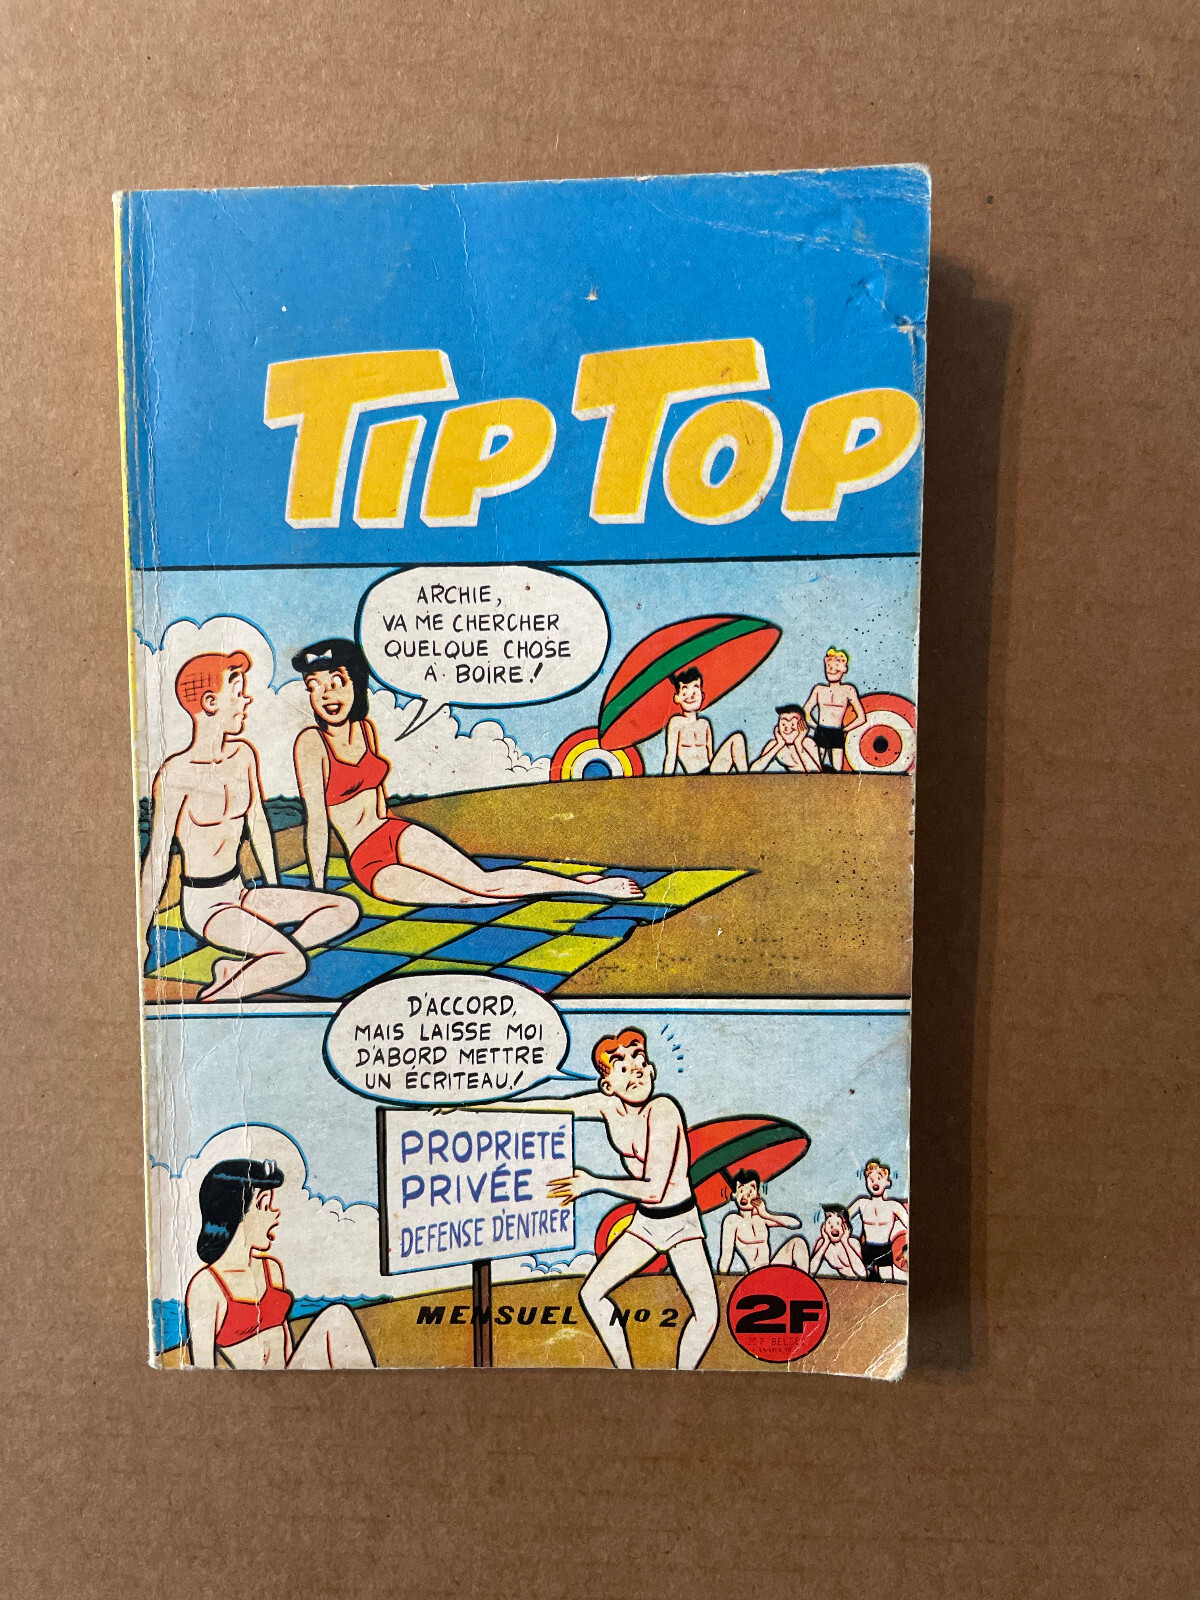 TIP TOP
ARCHIE,
VA ME CHERCHER
QUELQUE CHOSE
A BOIRE!
D'ACCORD,
MAIS LAISSE MOI
D'ABORD METTRE
UN ÉCRITEAU!
PROPRIETÉ
PRIVÉE
DEFENSE D'ENTRER
MENSUEL No 2
2F